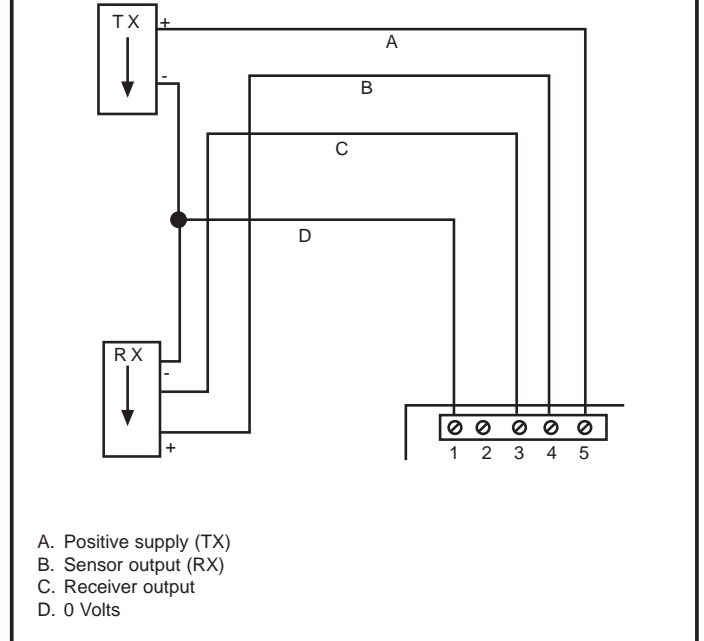 TX
+
A
-
B
C
D
RX
-
+
1 2 3 4 5
A. Positive supply (TX)
B. Sensor output (RX)
C. Receiver output
D. 0 Volts